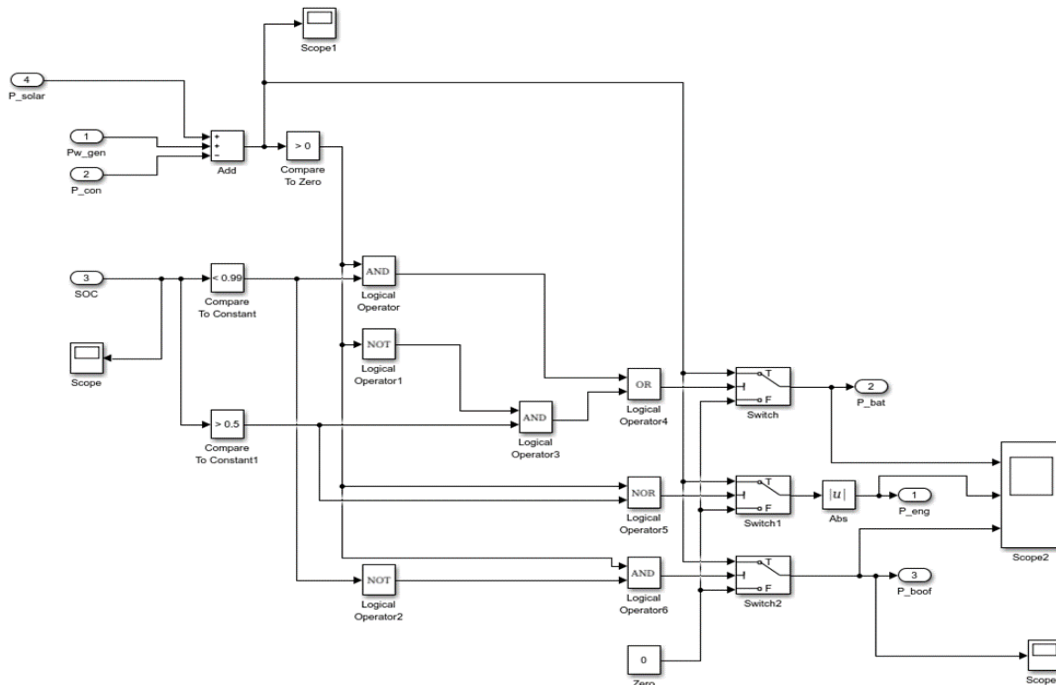 Scope1
4
P_solar
1
Pw_gen
2
P_con
+
+
−
Add
> 0
Compare
To Zero
3
SOC
< 0.99
Compare
To Constant
AND
Logical
Operator
Scope
NOT
Logical
Operator1
> 0.5
Compare
To Constant1
AND
Logical
Operator3
OR
Logical
Operator4
T
F
Switch
2
P_bat
NOR
Logical
Operator5
T
F
Switch1
|u|
Abs
1
P_eng
Scope2
NOT
Logical
Operator2
AND
Logical
Operator6
T
F
Switch2
3
P_boof
0
Zero
Scope